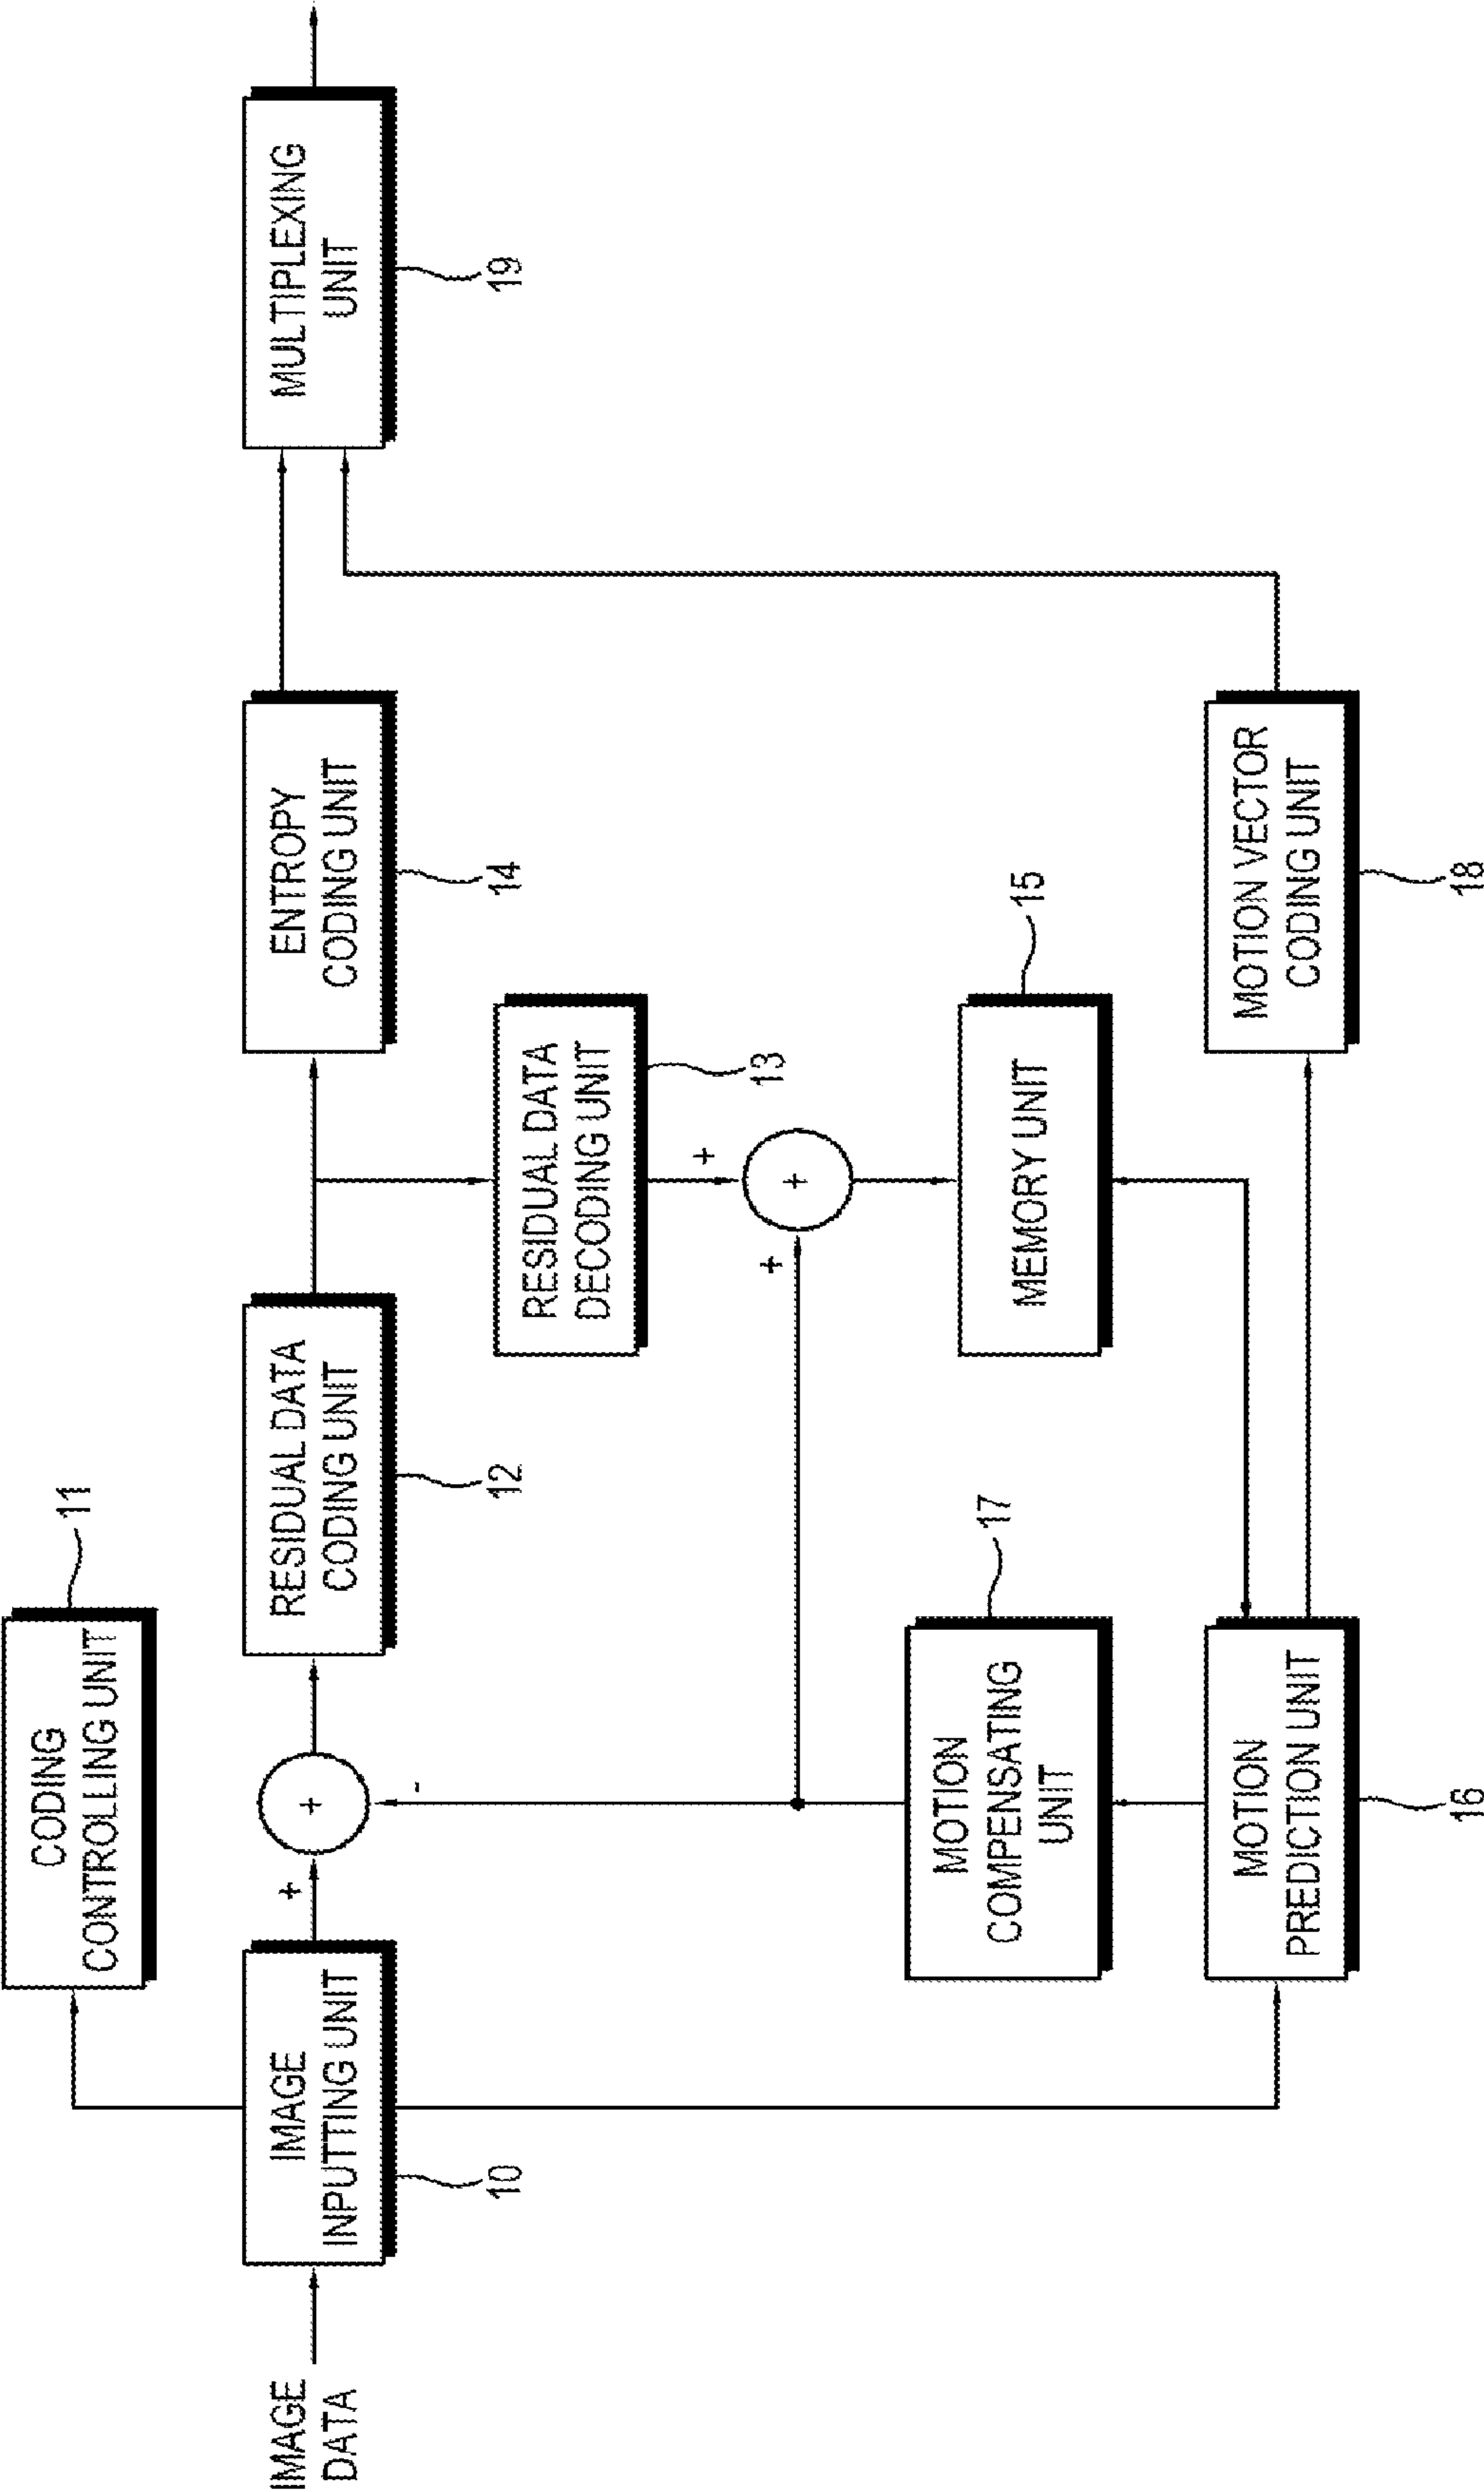 CODING
CONTROLLING UNIT
11
IMAGE
DATA
IMAGE
INPUTTING UNIT
10
+
+
-
RESIDUAL DATA
CODING UNIT
12
ENTROPY
CODING UNIT
14
MULTIPLEXING
UNIT
19
RESIDUAL DATA
DECODING UNIT
13
+
+
+
MOTION
COMPENSATING
UNIT
17
MEMORY UNIT
15
MOTION
PREDICTION UNIT
16
MOTION VECTOR
CODING UNIT
18